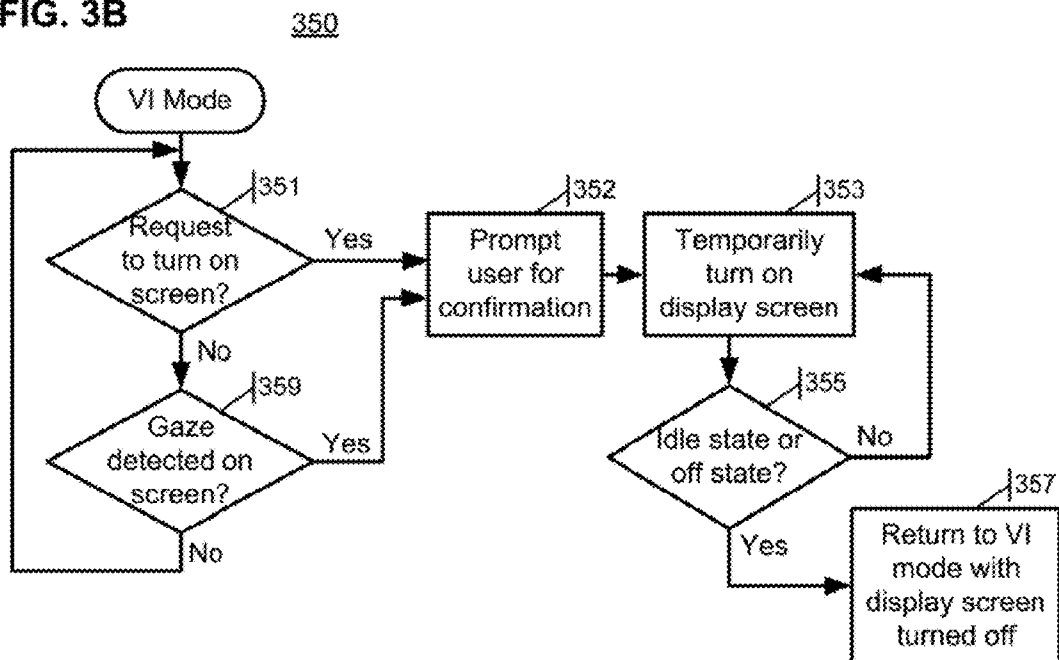 FIG. 3B
350
VI Mode
351
Request
to turn on
screen?
Yes
No
352
Prompt
user for
confirmation
353
Temporarily
turn on
display screen
359
Gaze
detected on
screen?
Yes
No
355
Idle state or
off state?
No
Yes
357
Return to VI
mode with
display screen
turned off